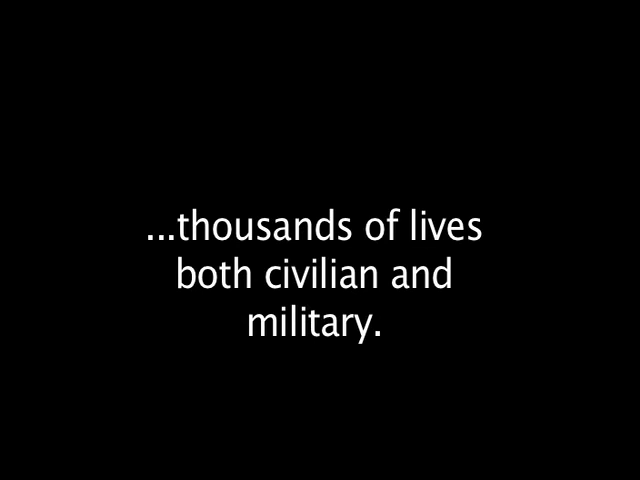 ...thousands of lives
both civilian and
military.